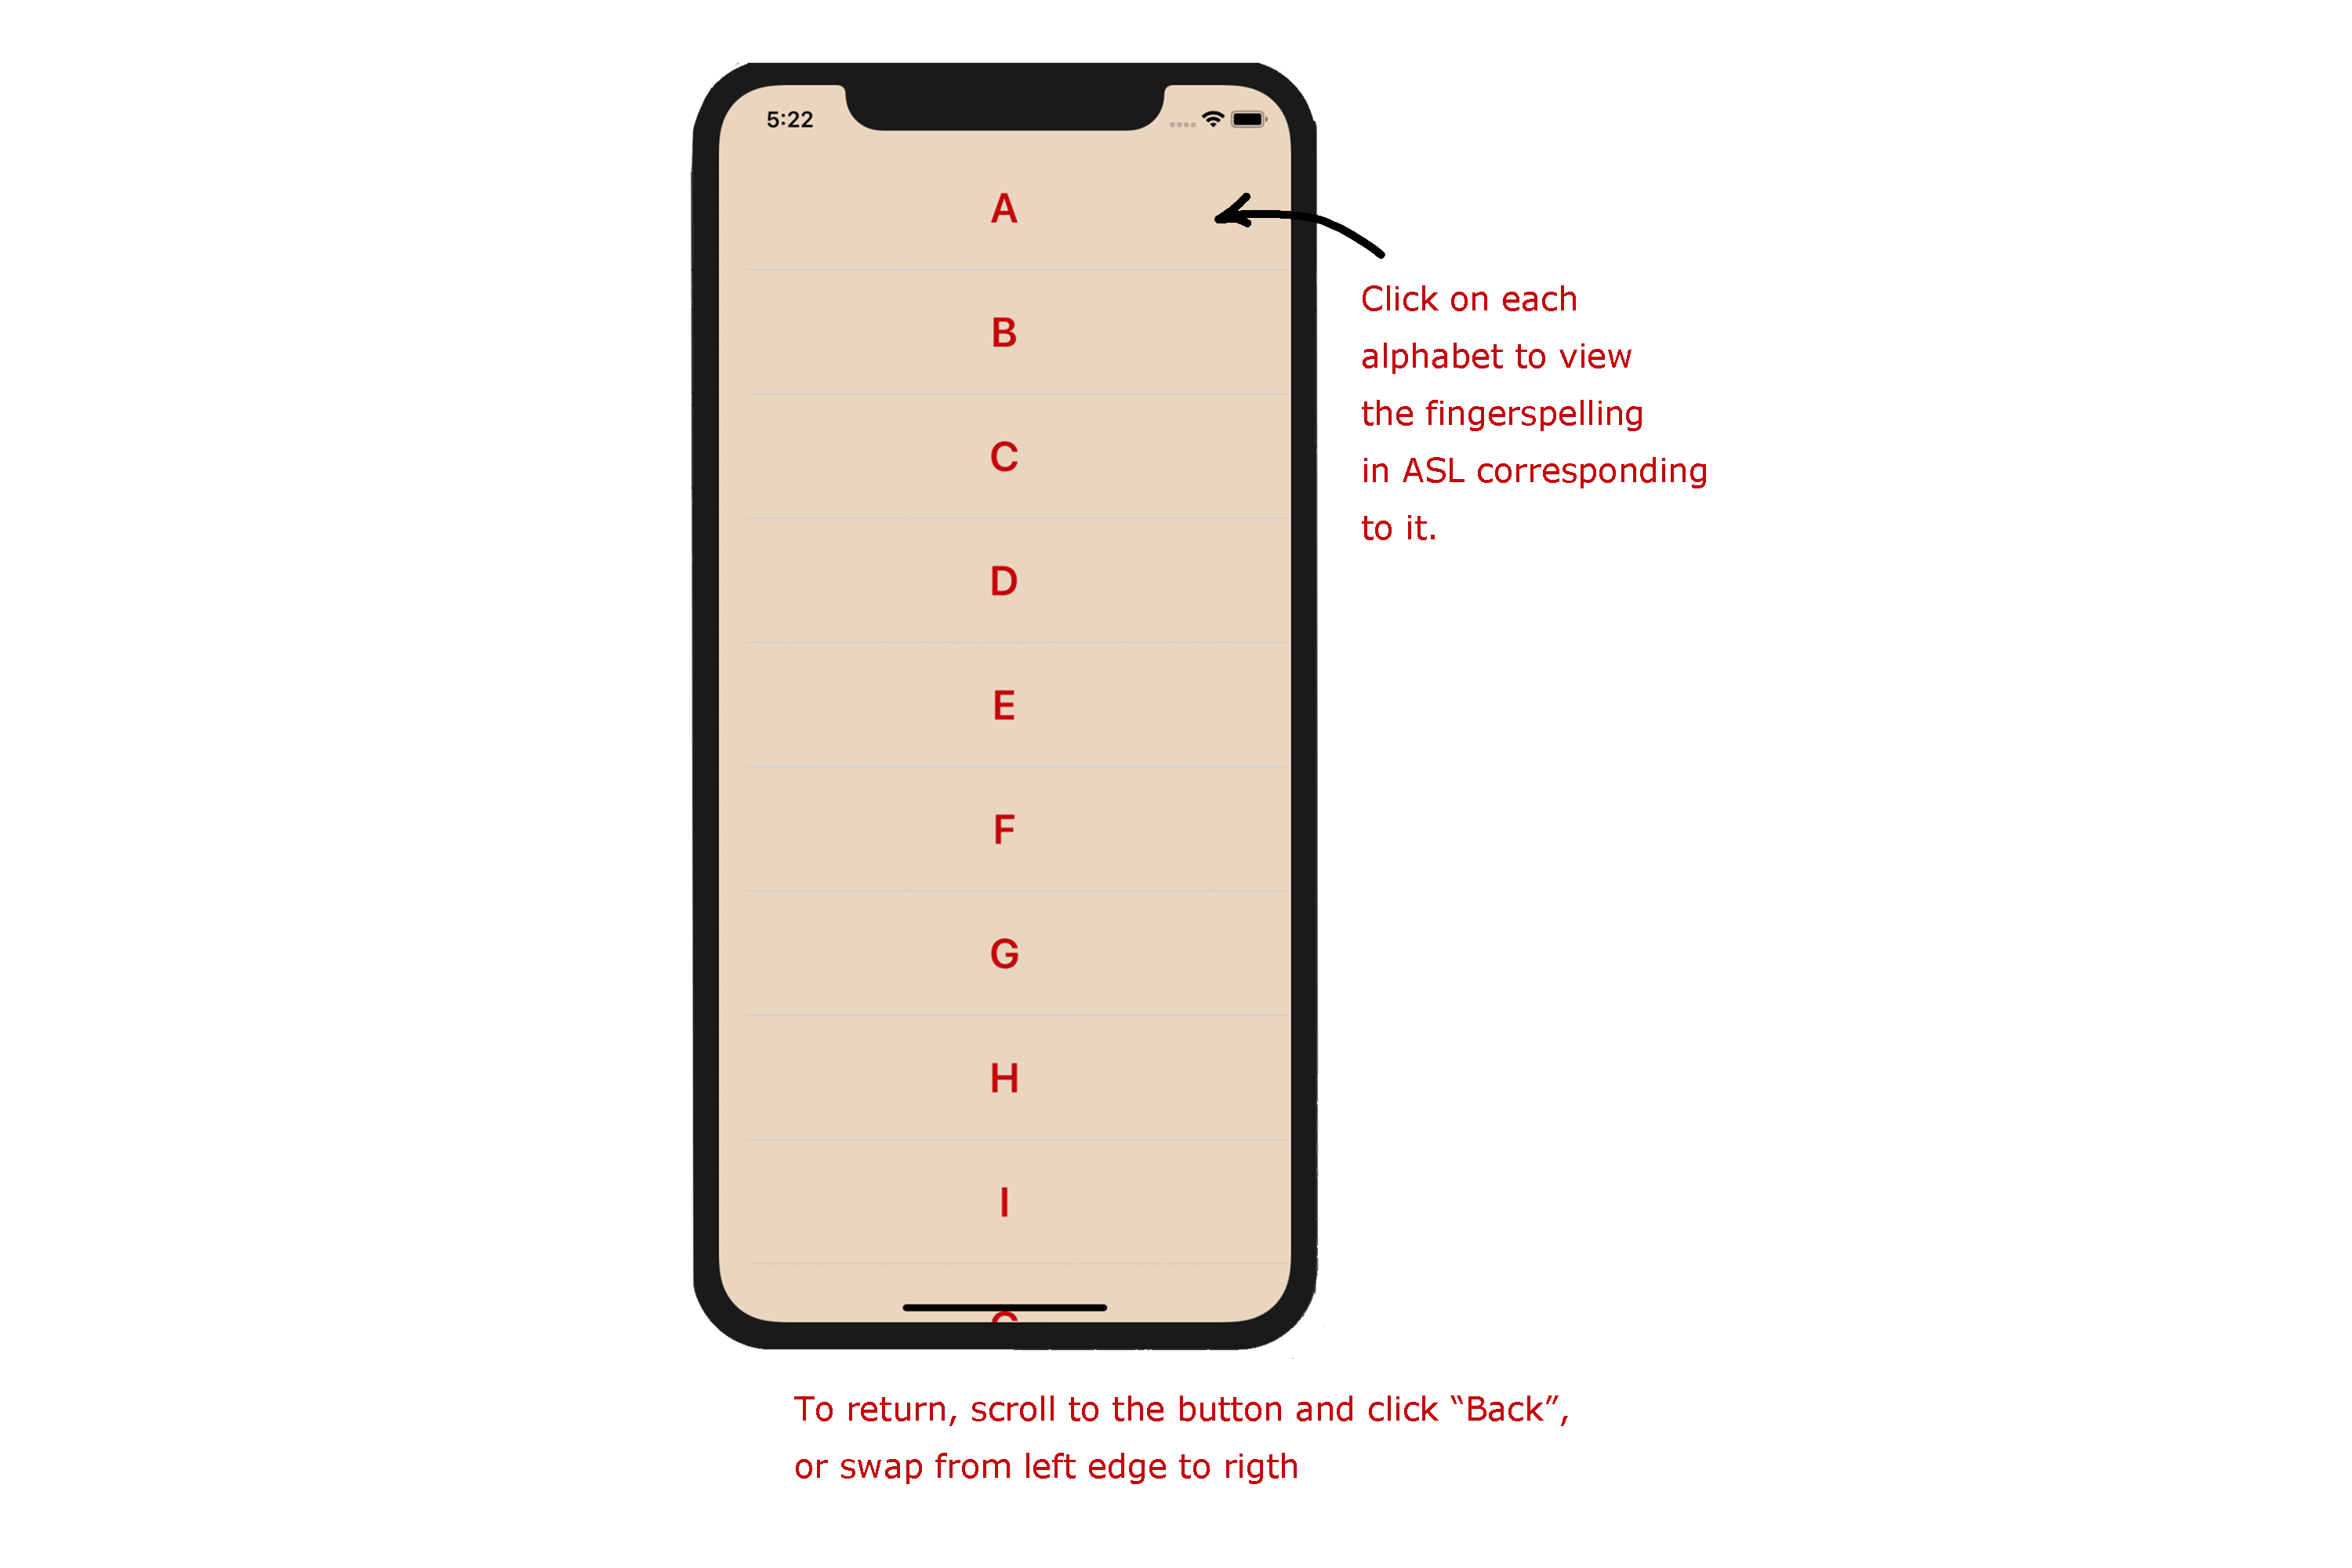 5:22
A
B
C
D
E
F
G
H
I
Click on each
alphabet to view
the fingerspelling
in ASL corresponding
to it.
To return, scroll to the button and click “Back”,
or swap from left edge to rigth